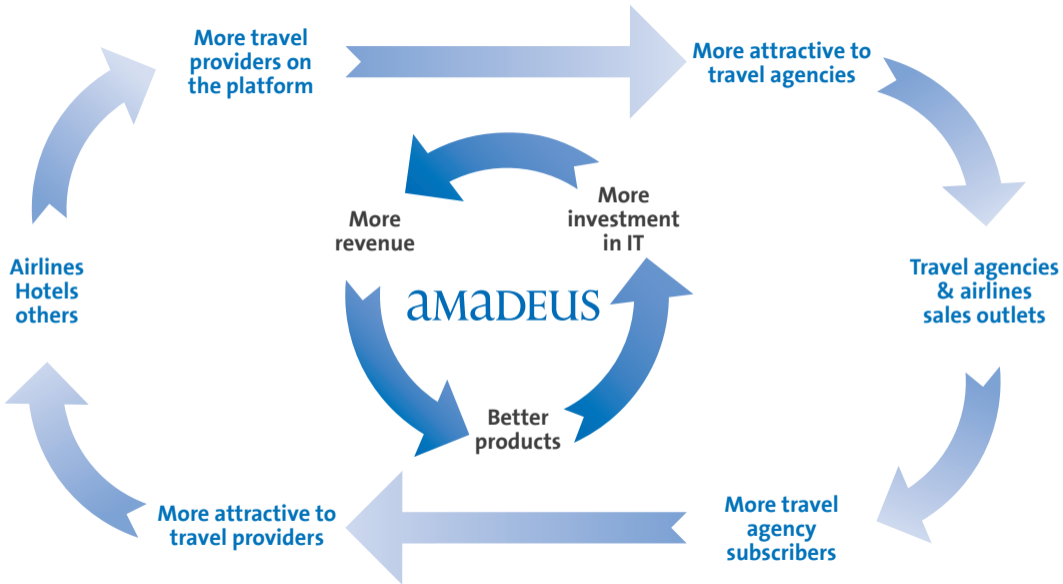 More travel
providers on
the platform
More attractive to
travel agencies
More
investment
in IT
More
revenue
Airlines
Hotels
others
amadeus
Travel agencies
& airlines
sales outlets
Better
products
More attractive to
travel providers
More travel
agency
subscribers